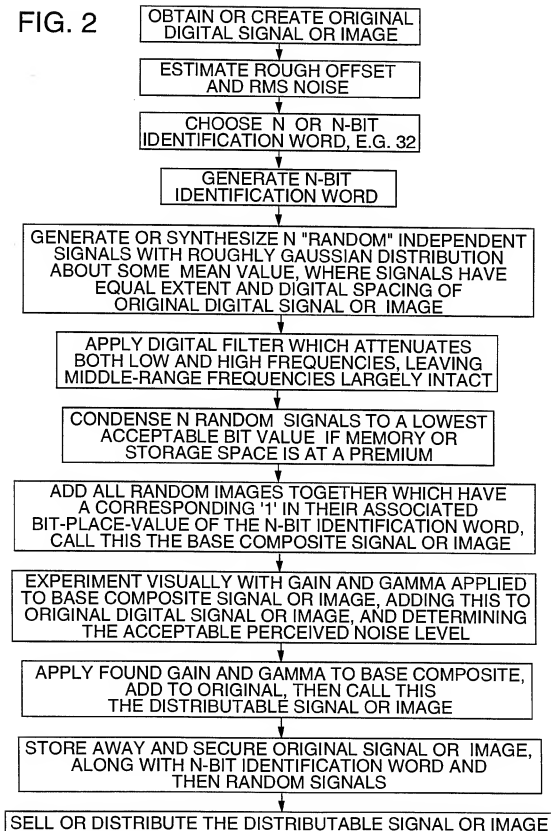 FIG. 2
OBTAIN OR CREATE ORIGINAL
DIGITAL SIGNAL OR IMAGE
ESTIMATE ROUGH OFFSET
AND RMS NOISE
CHOOSE N OR N-BIT
IDENTIFICATION WORD, E.G. 32
GENERATE N-BIT
IDENTIFICATION WORD
GENERATE OR SYNTHESIZE N "RANDOM" INDEPENDENT
SIGNALS WITH ROUGHLY GAUSSIAN DISTRIBUTION
ABOUT SOME MEAN VALUE, WHERE SIGNALS HAVE
EQUAL EXTENT AND DIGITAL SPACING OF
ORIGINAL DIGITAL SIGNAL OR IMAGE
APPLY DIGITAL FILTER WHICH ATTENUATES
BOTH LOW AND HIGH FREQUENCIES, LEAVING
MIDDLE-RANGE FREQUENCIES LARGELY INTACT
CONDENSE N RANDOM SIGNALS TO A LOWEST
ACCEPTABLE BIT VALUE IF MEMORY OR
STORAGE SPACE IS AT A PREMIUM
ADD ALL RANDOM IMAGES TOGETHER WHICH HAVE
A CORRESPONDING '1' IN THEIR ASSOCIATED
BIT-PLACE-VALUE OF THE N-BIT IDENTIFICATION WORD,
CALL THIS THE BASE COMPOSITE SIGNAL OR IMAGE
EXPERIMENT VISUALLY WITH GAIN AND GAMMA APPLIED
TO BASE COMPOSITE SIGNAL OR IMAGE, ADDING THIS TO
ORIGINAL DIGITAL SIGNAL OR IMAGE, AND DETERMINING
THE ACCEPTABLE PERCEIVED NOISE LEVEL
APPLY FOUND GAIN AND GAMMA TO BASE COMPOSITE,
ADD TO ORIGINAL, THEN CALL THIS
THE DISTRIBUTABLE SIGNAL OR IMAGE
STORE AWAY AND SECURE ORIGINAL SIGNAL OR IMAGE,
ALONG WITH N-BIT IDENTIFICATION WORD AND
THEN RANDOM SIGNALS
SELL OR DISTRIBUTE THE DISTRIBUTABLE SIGNAL OR IMAGE